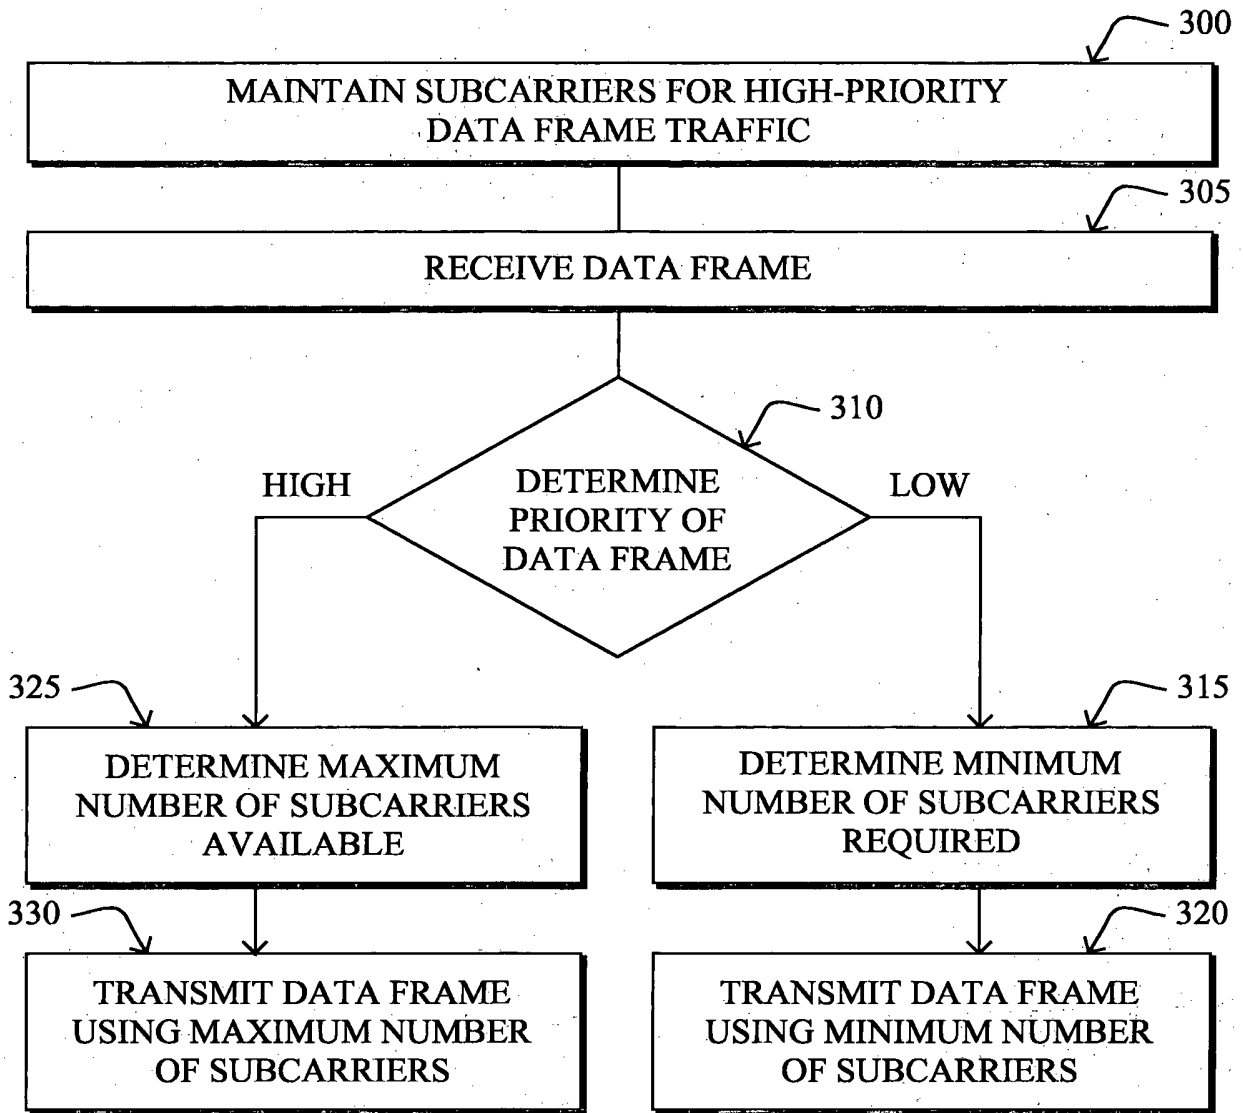 300
MAINTAIN SUBCARRIERS FOR HIGH-PRIORITY
DATA FRAME TRAFFIC
305
RECEIVE DATA FRAME
310
HIGH
LOW
DETERMINE
PRIORITY OF
DATA FRAME
325
DETERMINE MAXIMUM
NUMBER OF SUBCARRIERS
AVAILABLE
315
DETERMINE MINIMUM
NUMBER OF SUBCARRIERS
REQUIRED
330
TRANSMIT DATA FRAME
USING MAXIMUM NUMBER
OF SUBCARRIERS
320
TRANSMIT DATA FRAME
USING MINIMUM NUMBER
OF SUBCARRIERS